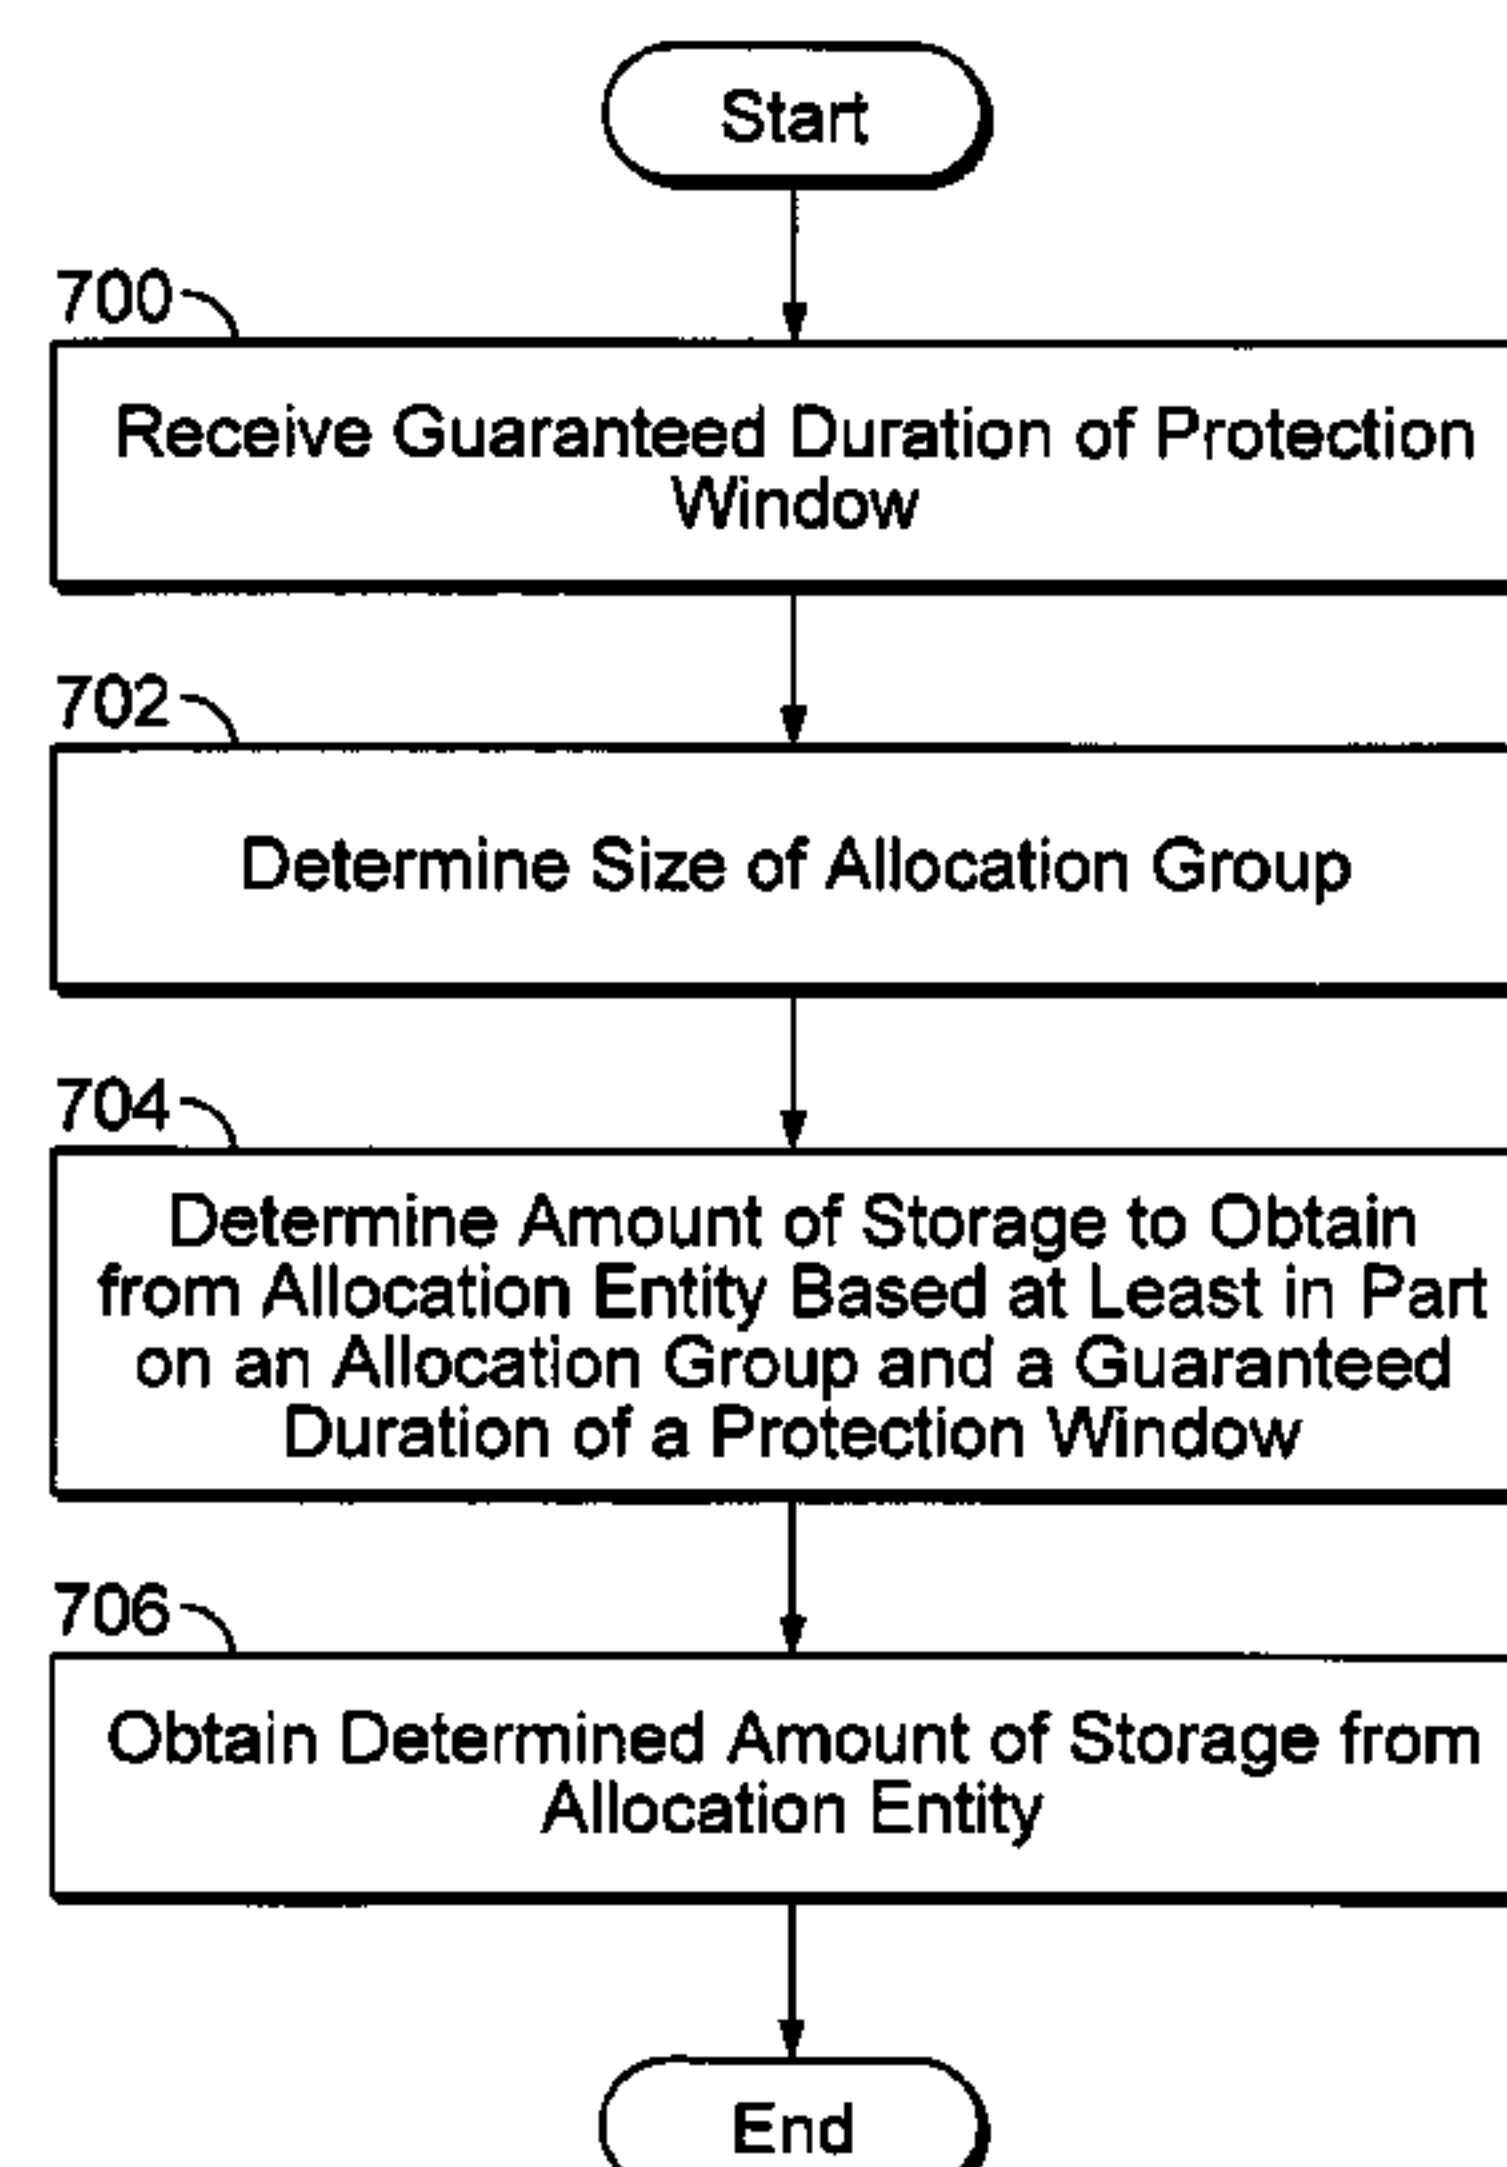 Start
700
Receive Guaranteed Duration of Protection
Window
702
Determine Size of Allocation Group
704
Determine Amount of Storage to Obtain
from Allocation Entity Based at Least in Part
on an Allocation Group and a Guaranteed
Duration of a Protection Window
706
Obtain Determined Amount of Storage from
Allocation Entity
End